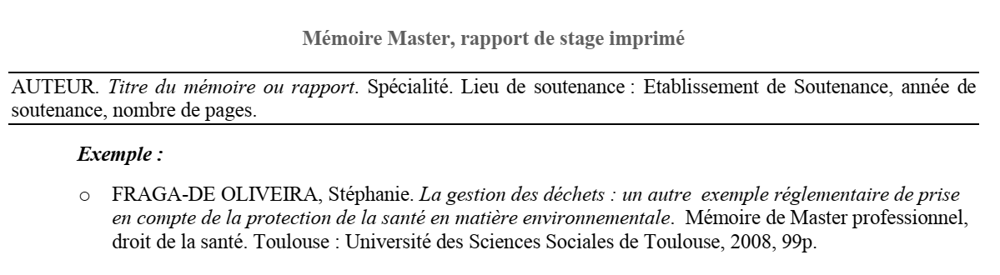 Mémoire Master, rapport de stage imprimé
AUTEUR. Titre du mémoire ou rapport. Spécialité. Lieu de soutenance : Etablissement de Soutenance, année de
soutenance, nombre de pages.
Exemple :
o FRAGA-DE OLIVEIRA, Stéphanie. La gestion des déchets : un autre exemple réglementaire de prise
en compte de la protection de la santé en matière environnementale. Mémoire de Master professionnel,
droit de la santé. Toulouse : Université des Sciences Sociales de Toulouse, 2008, 99p.